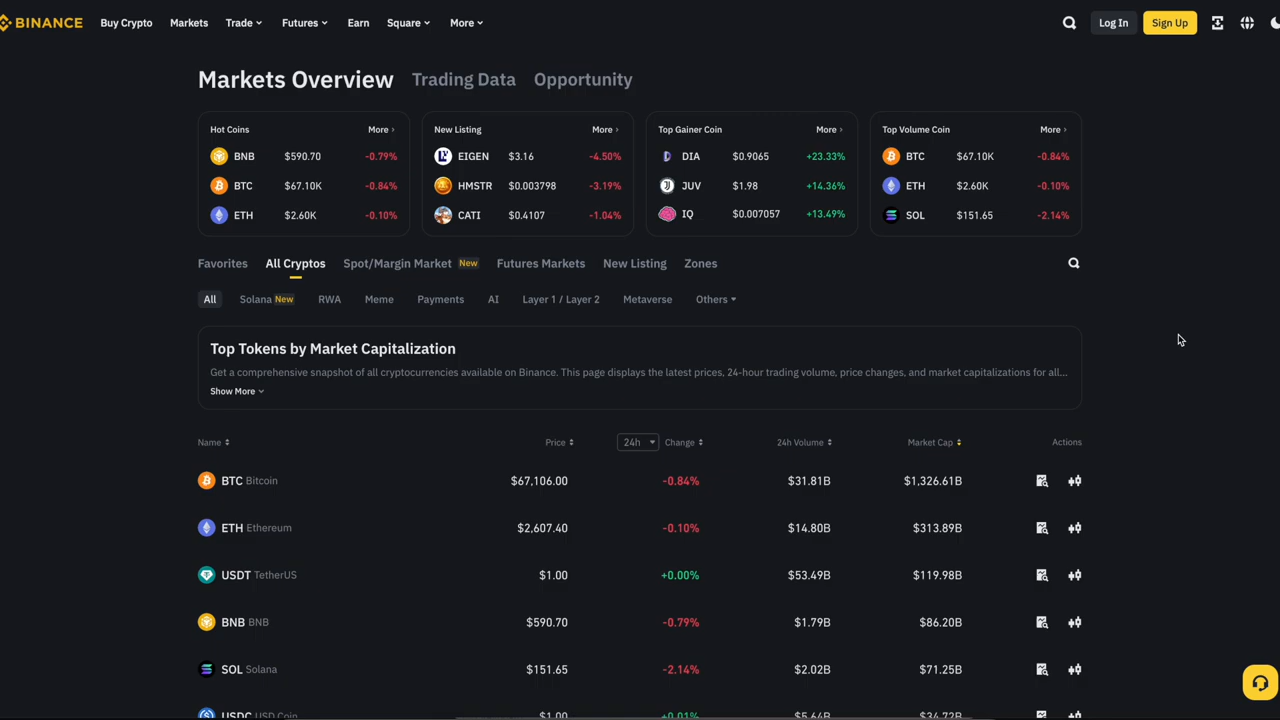 BINANCE Buy Crypto Markets Trade Futures Earn Square More Log In Sign Up
Markets Overview Trading Data Opportunity
Hot Coins More
BNB $590.70 -0.79%
BTC $67.10K -0.84%
ETH $2.60K -0.10%
New Listing More
EIGEN $3.16 -4.50%
HMSTR $0.003798 -3.19%
CATI $0.4107 -1.04%
Top Gainer Coin More
DIA $0.9065 +23.33%
JUV $1.98 +14.36%
IQ $0.007057 +13.49%
Top Volume Coin More
BTC $67.10K -0.84%
ETH $2.60K -0.10%
SOL $151.65 -2.14%
Favorites All Cryptos Spot/Margin Market New Futures Markets New Listing Zones
All Solana New RWA Meme Payments AI Layer 1 / Layer 2 Metaverse Others
Top Tokens by Market Capitalization
Get a comprehensive snapshot of all cryptocurrencies available on Binance. This page displays the latest prices, 24-hour trading volume, price changes, and market capitalizations for all...
Show More
Name Price 24h Change 24h Volume Market Cap Actions
BTC Bitcoin $67,106.00 -0.84% $31.81B $1,326.61B
ETH Ethereum $2,607.40 -0.10% $14.80B $313.89B
USDT TetherUS $1.00 +0.00% $53.49B $119.98B
BNB BNB $590.70 -0.79% $1.79B $86.20B
SOL Solana $151.65 -2.14% $2.02B $71.25B
USDC USD Coin $1.00 +0.01% $5.64B $34.72B